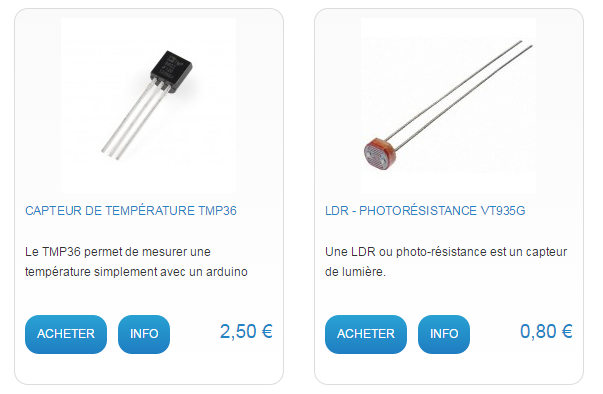 CAPTEUR DE TEMPÉRATURE TMP36
Le TMP36 permet de mesurer une
température simplement avec un arduino
ACHETER
INFO
2,50 €
LDR - PHOTORÉSISTANCE VT935G
Une LDR ou photo-résistance est un capteur
de lumière.
ACHETER
INFO
0,80 €